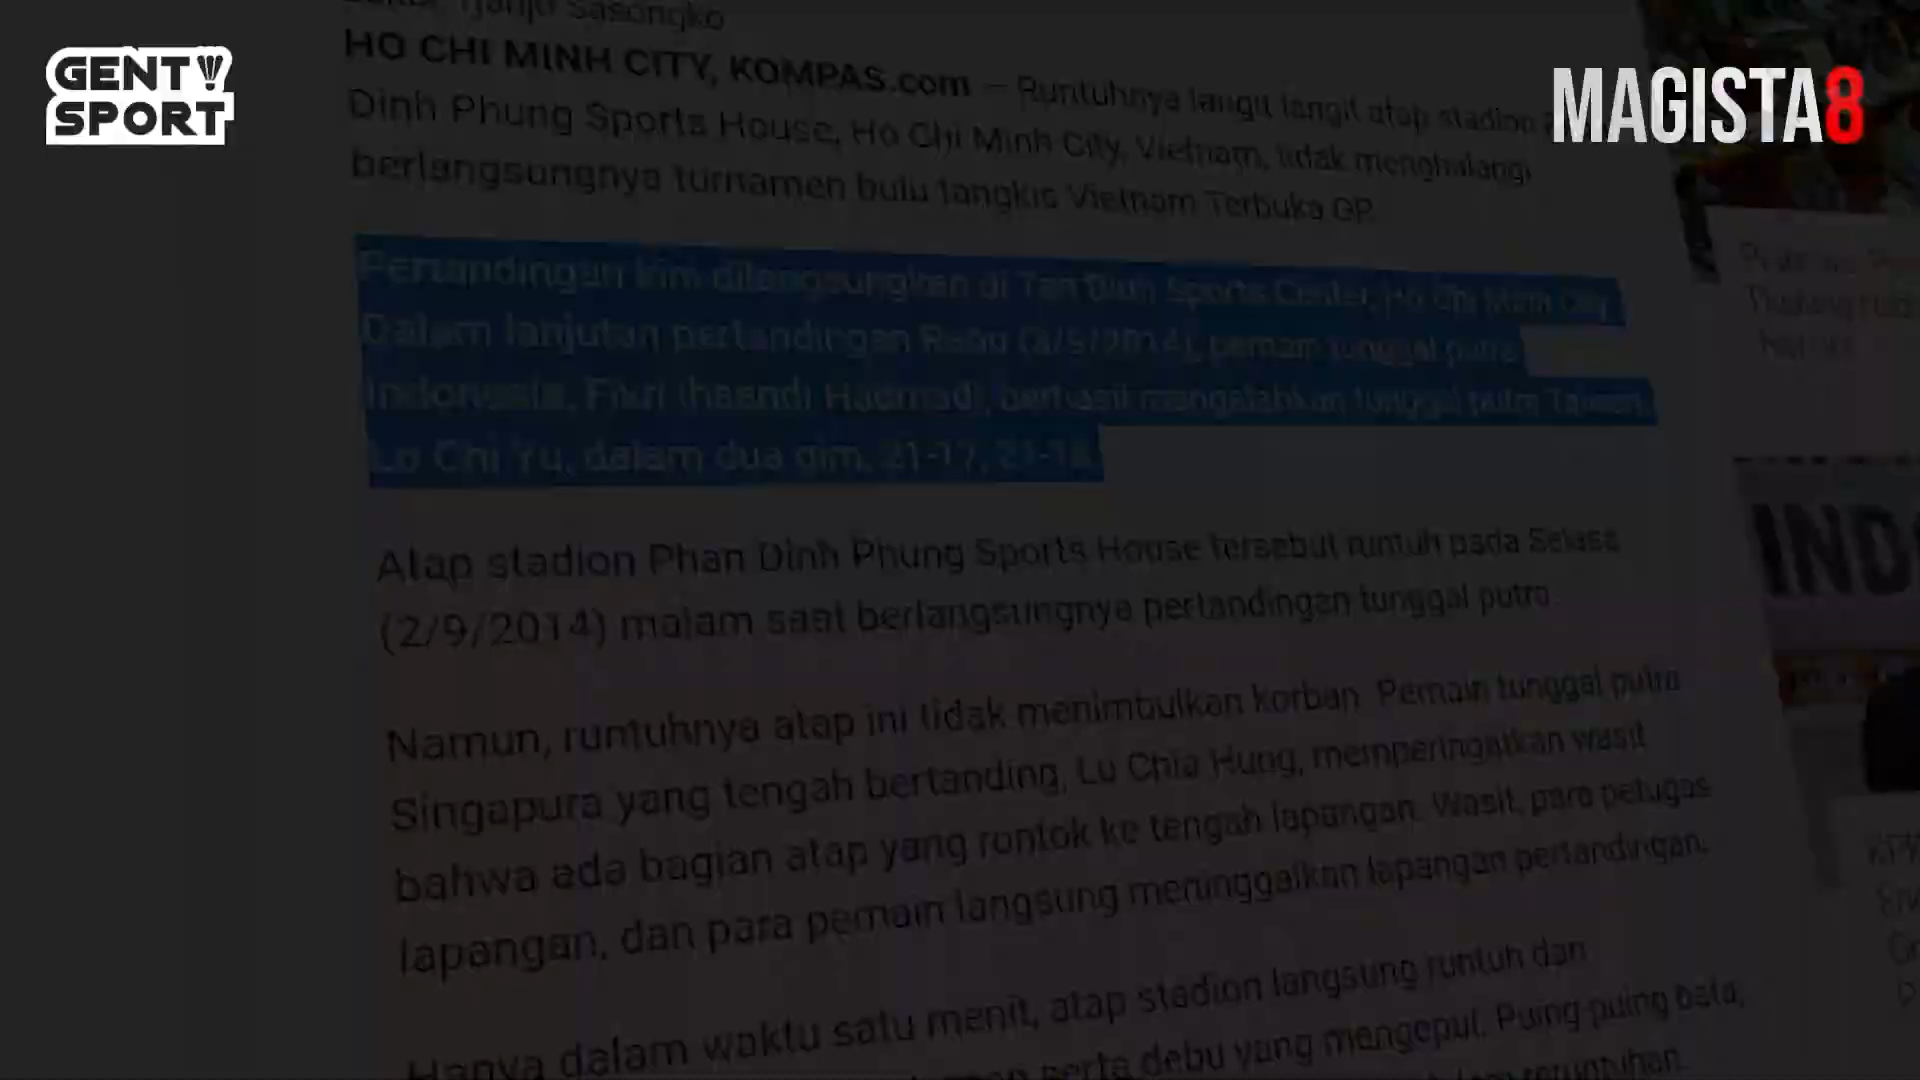 GENT SPORT
MAGISTA8
Tjahjo Sasongko
HO CHI MINH CITY, KOMPAS.com — Runtuhnya langit langit atap stadion
Dinh Phung Sports House, Ho Chi Minh City, Vietnam, tidak menghalangi
berlangsungnya turnamen bulu tangkis Vietnam Terbuka GP.
Pertandingan kini dilangsungkan di Tan Binh Sports Center, Ho Chi Minh City.
Dalam lanjutan pertandingan Rabu (3/9/2014), pemain tunggal putra
Indonesia, Fikri Ihsandi Hadmadi, berhasil mengalahkan tunggal putra Taiwan,
Lo Chi Yu, dalam dua gim, 21-17, 21-18.
Atap stadion Phan Dinh Phung Sports House tersebut runtuh pada Selasa
(2/9/2014) malam saat berlangsungnya pertandingan tunggal putra.
Namun, runtuhnya atap ini tidak menimbulkan korban. Pemain tunggal putra
Singapura yang tengah bertanding, Lu Chia Hung, memperingatkan wasit
bahwa ada bagian atap yang rontok ke tengah lapangan. Wasit, para petugas
lapangan, dan para pemain langsung meninggalkan lapangan pertandingan.
Hanya dalam waktu satu menit, atap stadion langsung runtuh dan
serta debu yang mengepul. Puing-puing bata,
reruntuhan.